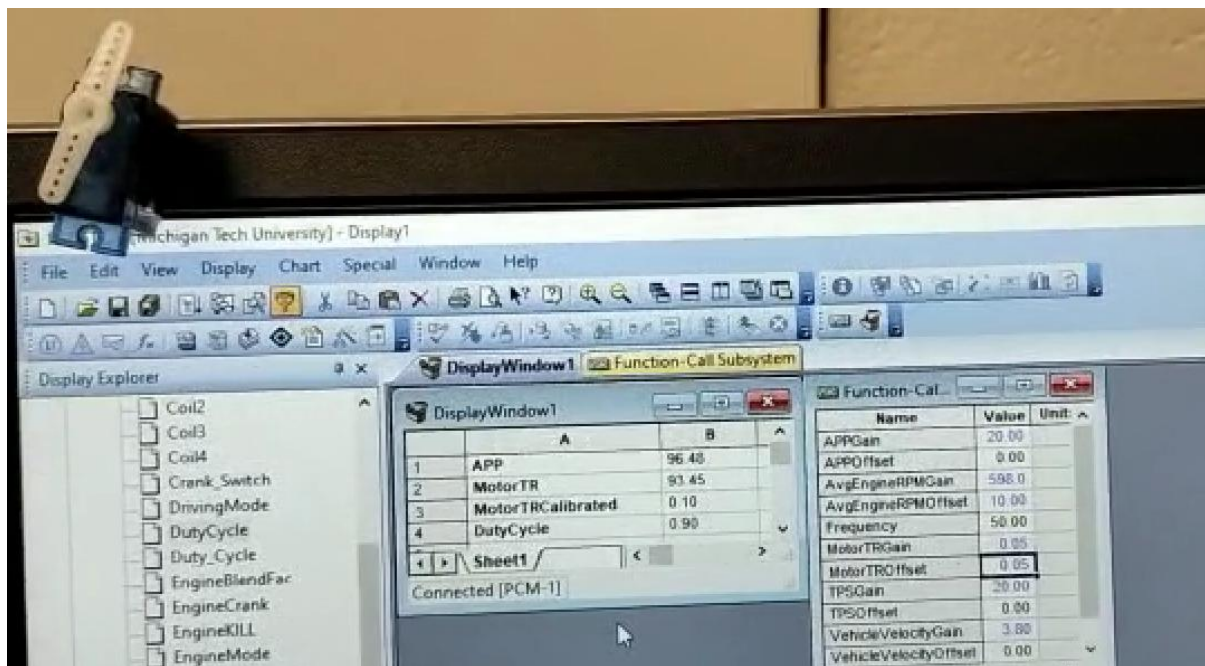 [Michigan Tech University] - Display1
File Edit View Display Chart Special Window Help
Display Explorer
DisplayWindow1 Function-Call Subsystem
Coil2
Coil3
Coil4
Crank_Switch
DrivingMode
DutyCycle
Duty_Cycle
EngineBlendFac
EngineCrank
EngineKILL
EngineMode
DisplayWindow1
A B
1 APP 96.48
2 MotorTR 93.45
3 MotorTRCalibrated 0.10
4 DutyCycle 0.90
Sheet1
Connected [PCM-1]
Function-Cal...
Name Value Unit:
APPGain 20.00
APPOffset 0.00
AvgEngineRPMGain 598.0
AvgEngineRPMOffset 10.00
Frequency 50.00
MotorTRGain 0.05
MotorTROffset 0.05
TPSGain 20.00
TPSOffset 0.00
VehicleVelocityGain 3.80
VehicleVelocityOffset 0.00